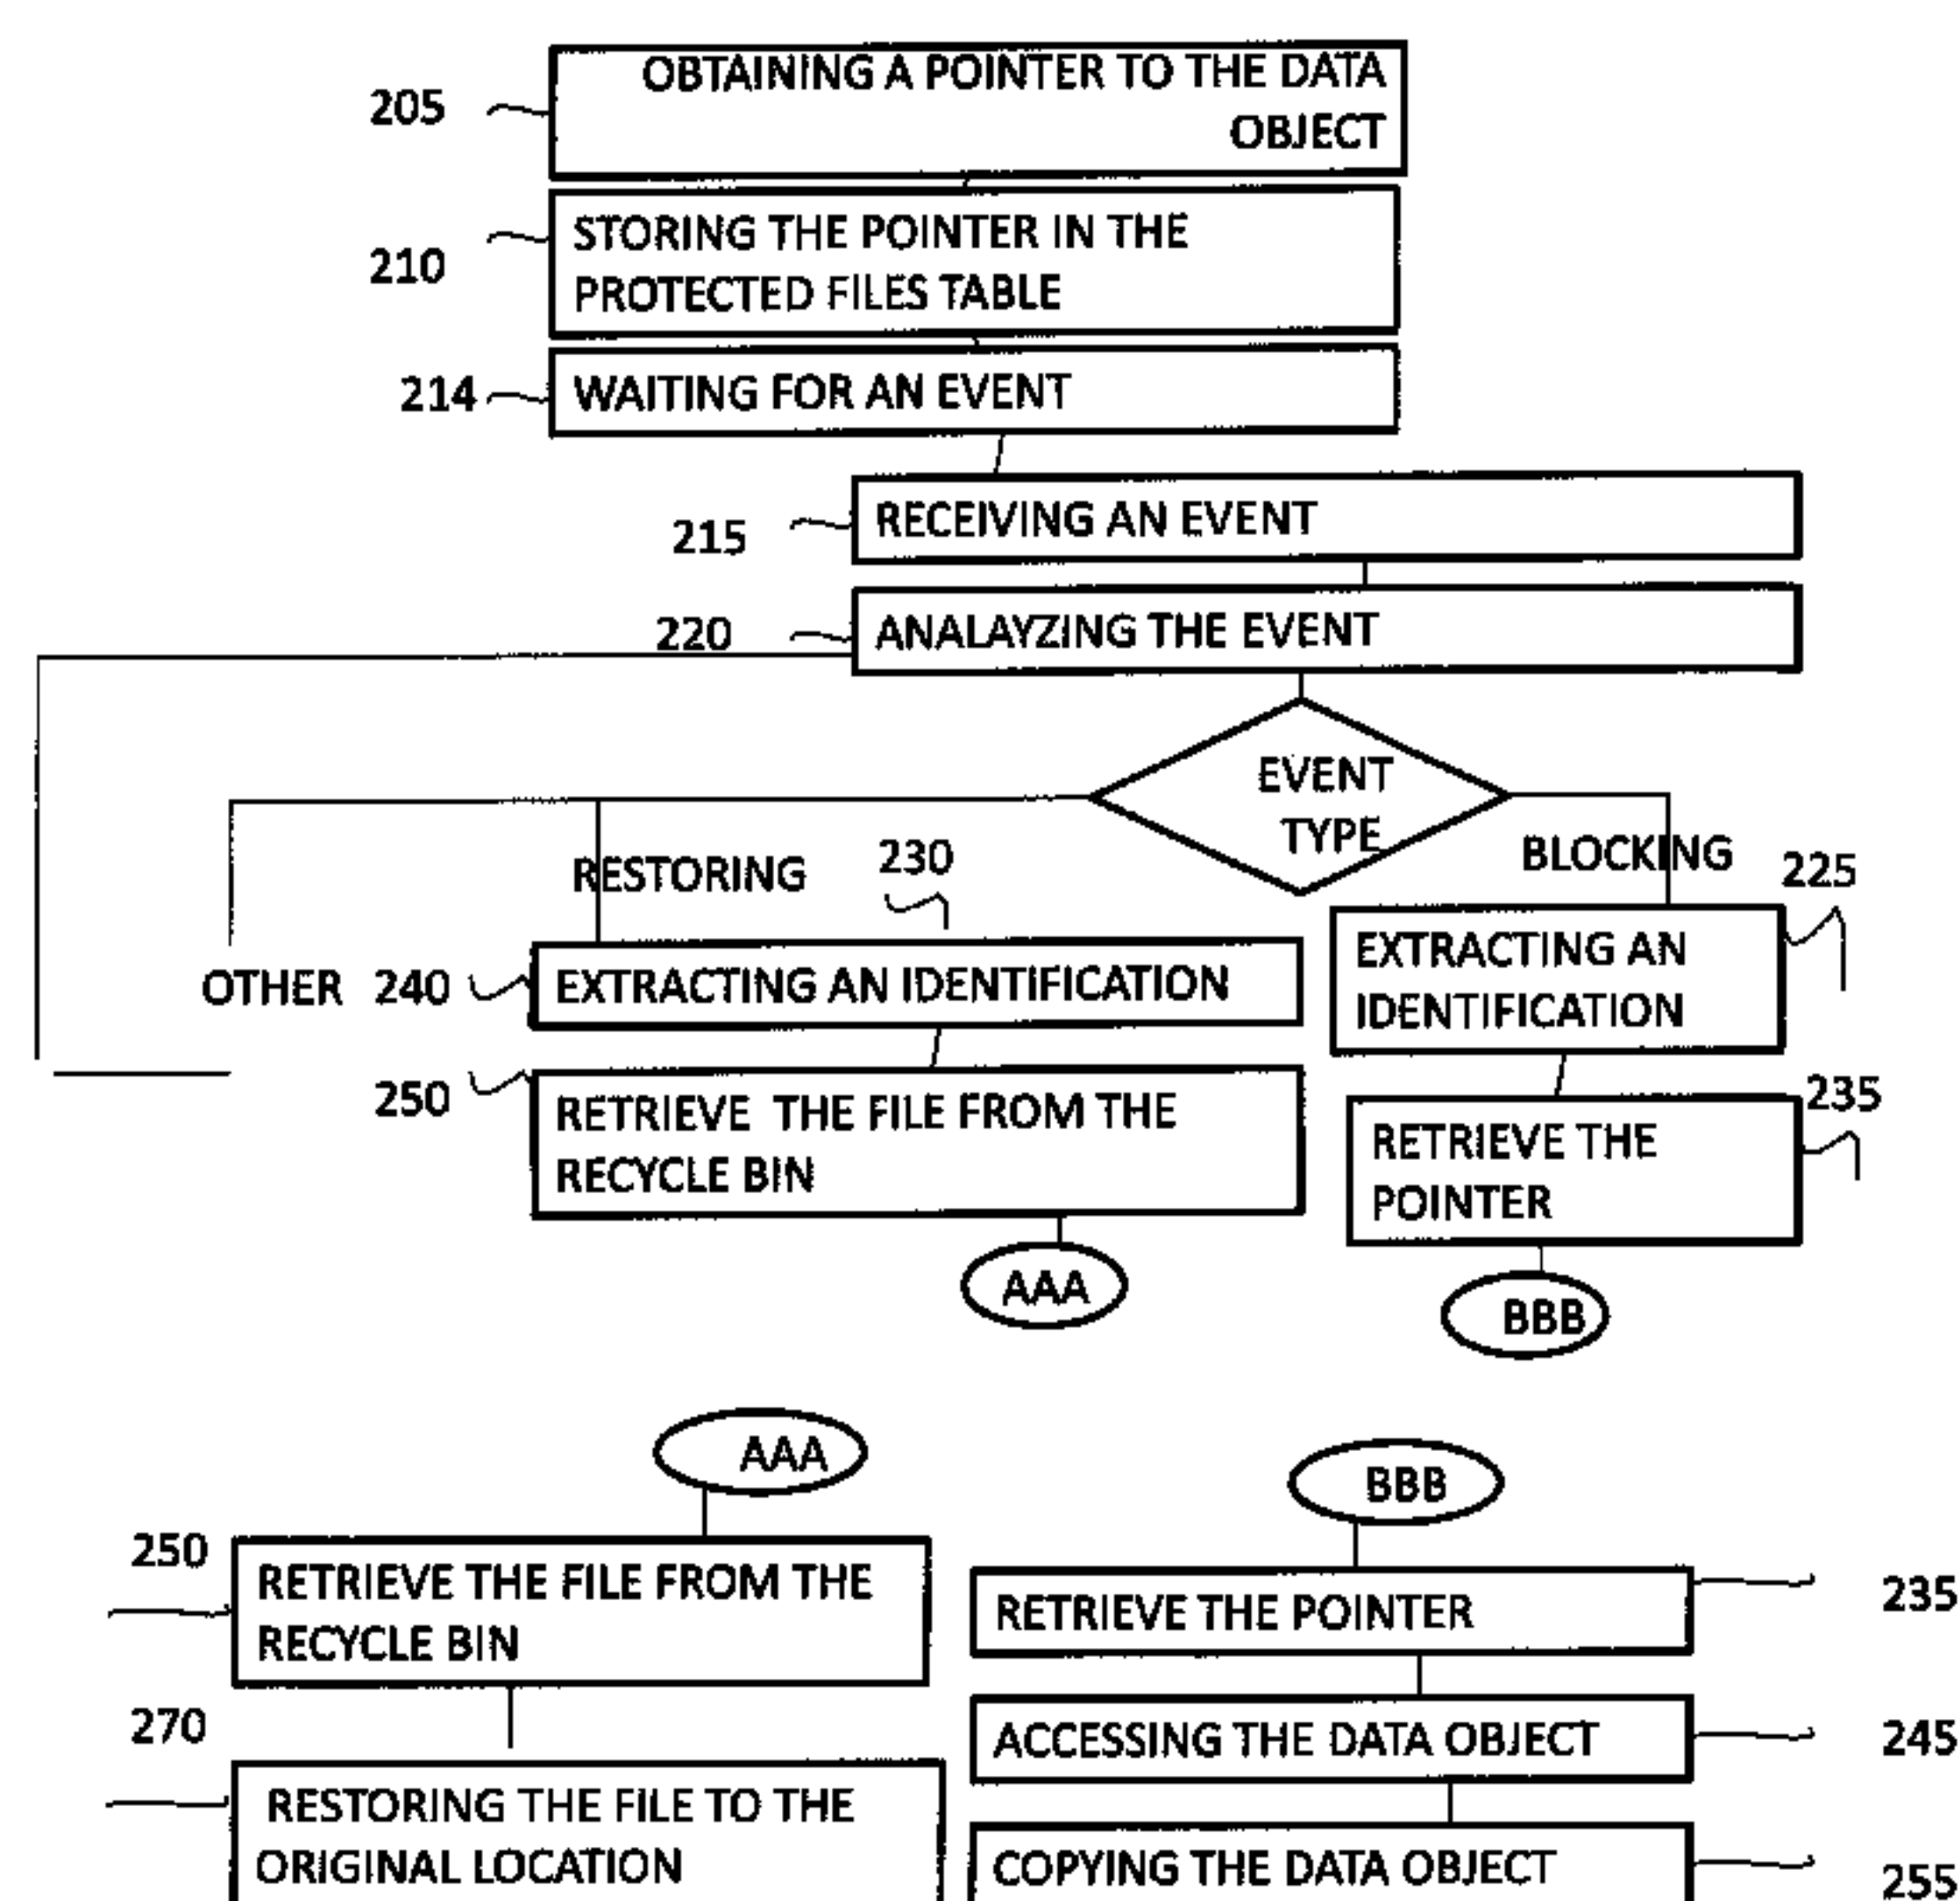 OBTAINING A POINTER TO THE DATA
OBJECT
205
STORING THE POINTER IN THE
PROTECTED FILES TABLE
210
214
WAITING FOR AN EVENT
215
RECEIVING AN EVENT
220
ANALAYZING THE EVENT
EVENT
TYPE
RESTORING
230
BLOCKING
225
OTHER
240
EXTRACTING AN IDENTIFICATION
EXTRACTING AN
IDENTIFICATION
250
RETRIEVE THE FILE FROM THE
RECYCLE BIN
235
RETRIEVE THE
POINTER
AAA
BBB
AAA
BBB
250
RETRIEVE THE FILE FROM THE
RECYCLE BIN
RETRIEVE THE POINTER
235
270
RESTORING THE FILE TO THE
ORIGINAL LOCATION
ACCESSING THE DATA OBJECT
245
COPYING THE DATA OBJECT
255